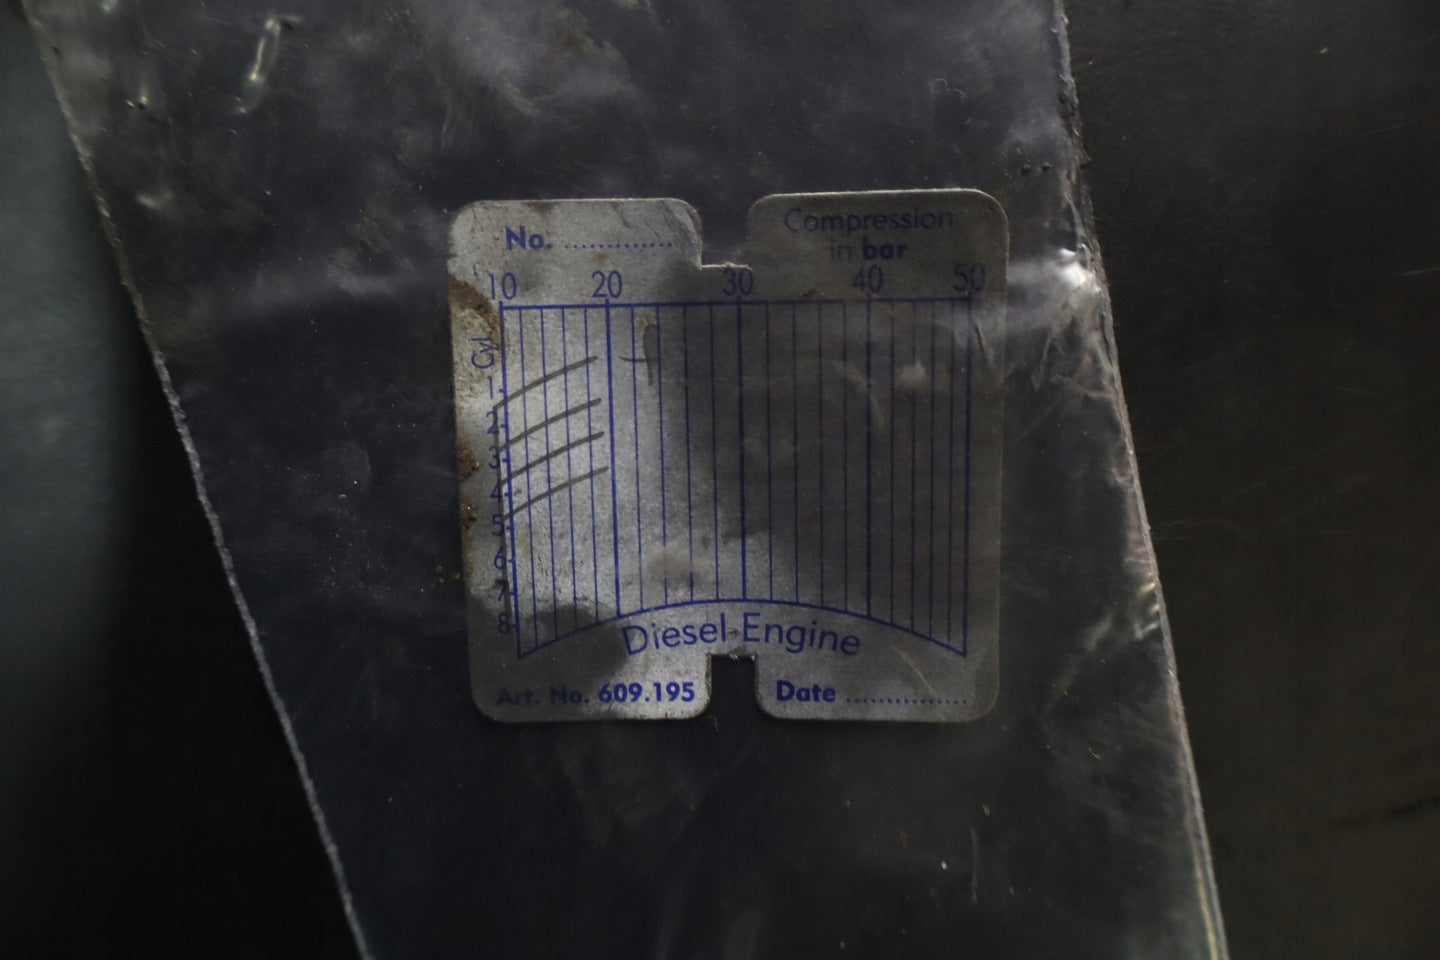 No. ..............
Compression
in bar
10 20 30 40 50
Cyl.
1
2
3
4
5
6
7
8
Diesel Engine
Art. No. 609.195
Date ................